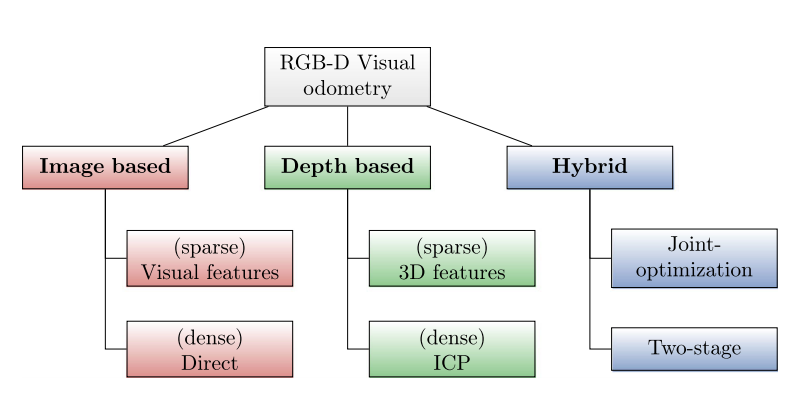 RGB-D Visual
odometry
Image based
Depth based
Hybrid
(sparse)
Visual features
(sparse)
3D features
Joint-
optimization
(dense)
Direct
(dense)
ICP
Two-stage